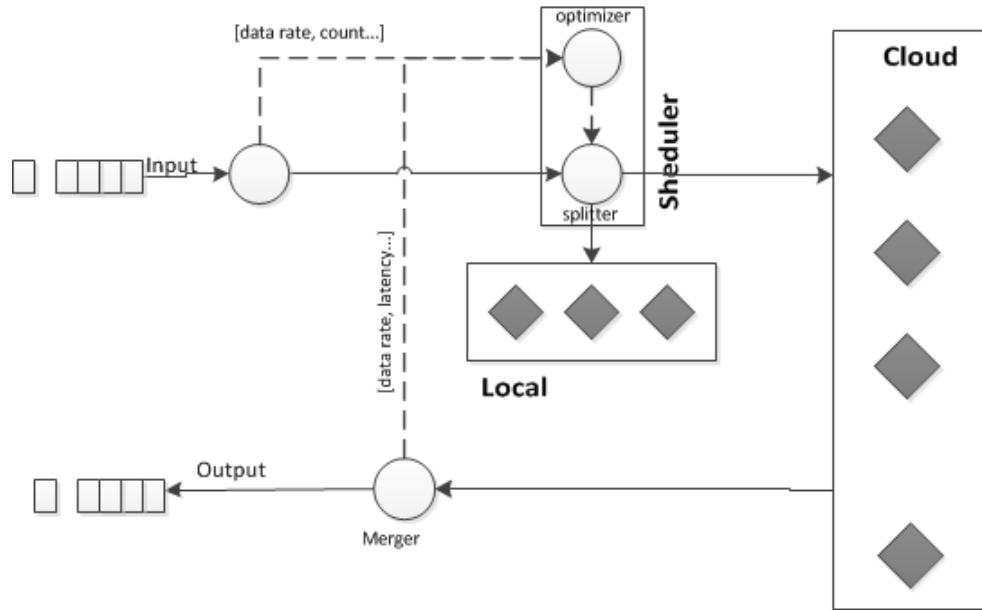 optimizer
[data rate, count...]
Cloud
Sheduler
Input
splitter
[data rate, latency...]
Local
Output
Merger